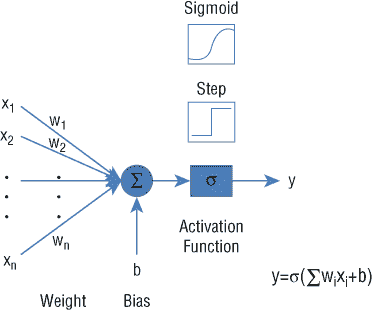 Sigmoid
Step
x1
w1
x2
w2
Σ
σ
y
xn
wn
b
Activation
Function
Weight
Bias
y=σ(∑wixi+b)